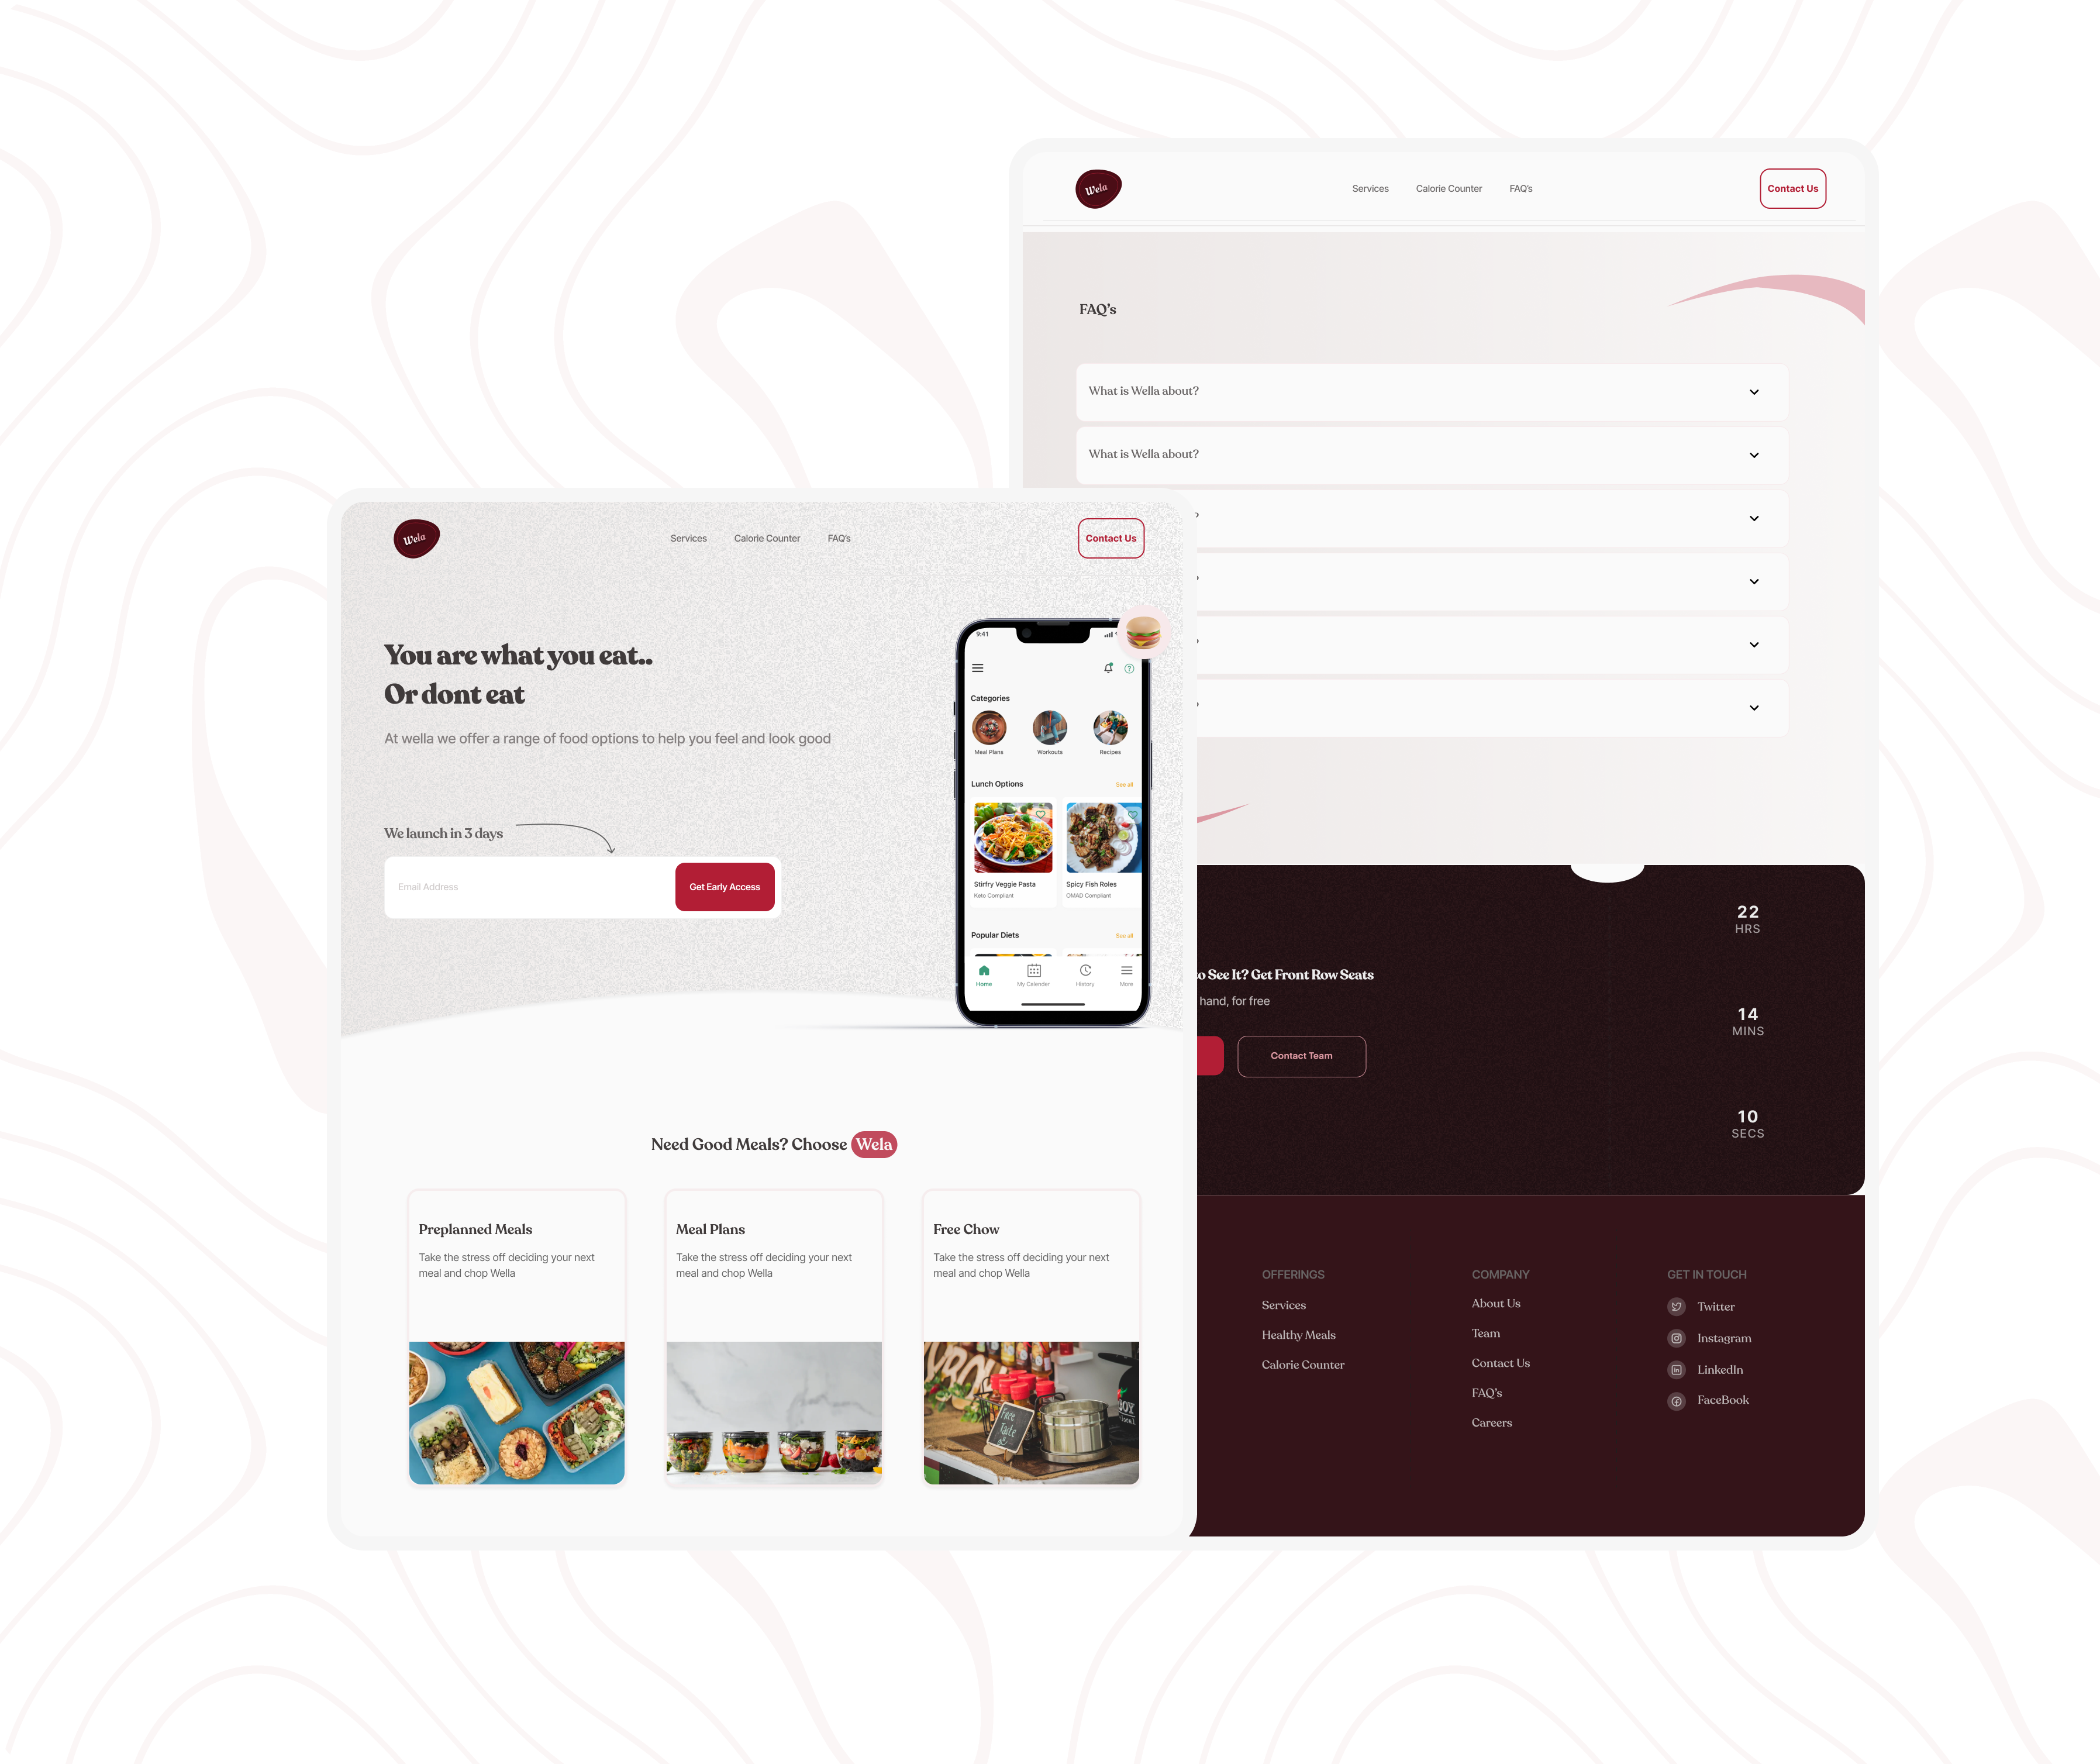 Wela
Services
Calorie Counter
FAQ's
Contact Us
FAQ's
What is Wella about?
What is Wella about?
?
?
?
?
Wela
Services
Calorie Counter
FAQ's
Contact Us
You are what you eat..
Or dont eat
At wella we offer a range of food options to help you feel and look good
We launch in 3 days
Email Address
Get Early Access
9:41
Categories
Meal Plans
Workouts
Recipes
Lunch Options
See all
Stirfry Veggie Pasta
Keto Compliant
Spicy Fish Roles
OMAD Compliant
Popular Diets
See all
Home
My Calender
History
More
Need Good Meals? Choose Wela
Preplanned Meals
Take the stress off deciding your next
meal and chop Wella
Meal Plans
Take the stress off deciding your next
meal and chop Wella
Free Chow
Take the stress off deciding your next
meal and chop Wella
Free
Taste
to See It? Get Front Row Seats
hand, for free
Contact Team
22
HRS
14
MINS
10
SECS
OFFERINGS
Services
Healthy Meals
Calorie Counter
COMPANY
About Us
Team
Contact Us
FAQ's
Careers
GET IN TOUCH
Twitter
Instagram
LinkedIn
FaceBook